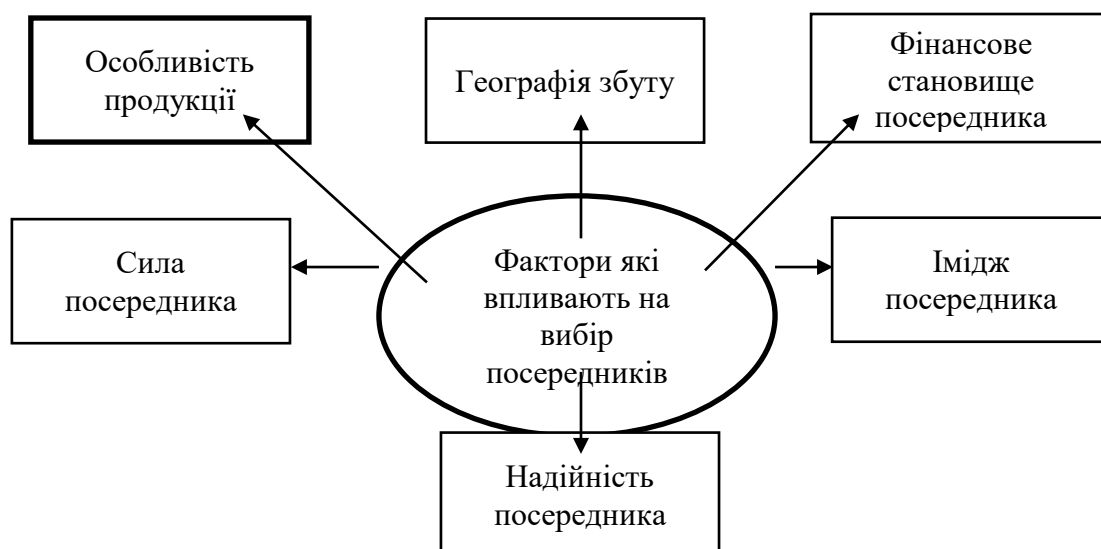 Особливість
продукції
Географія збуту
Фінансове
становище
посередника
Сила
посередника
Фактори які
впливають на
вибір
посередників
Імідж
посередника
Надійність
посередника